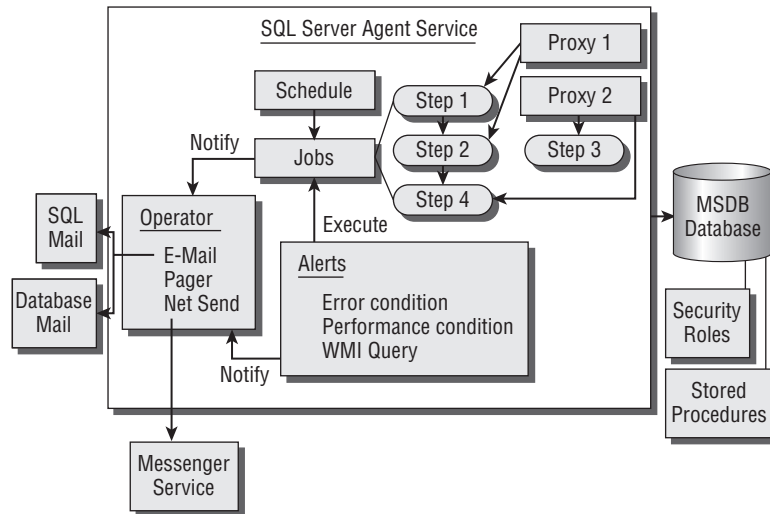 SQL Server Agent Service
Proxy 1
Schedule
Step 1
Proxy 2
Notify
Jobs
Step 2
Step 3
Step 4
SQL
Mail
Operator
E-Mail
Pager
Net Send
Execute
MSDB
Database
Alerts
Error condition
Performance condition
WMI Query
Database
Mail
Notify
Security
Roles
Stored
Procedures
Messenger
Service